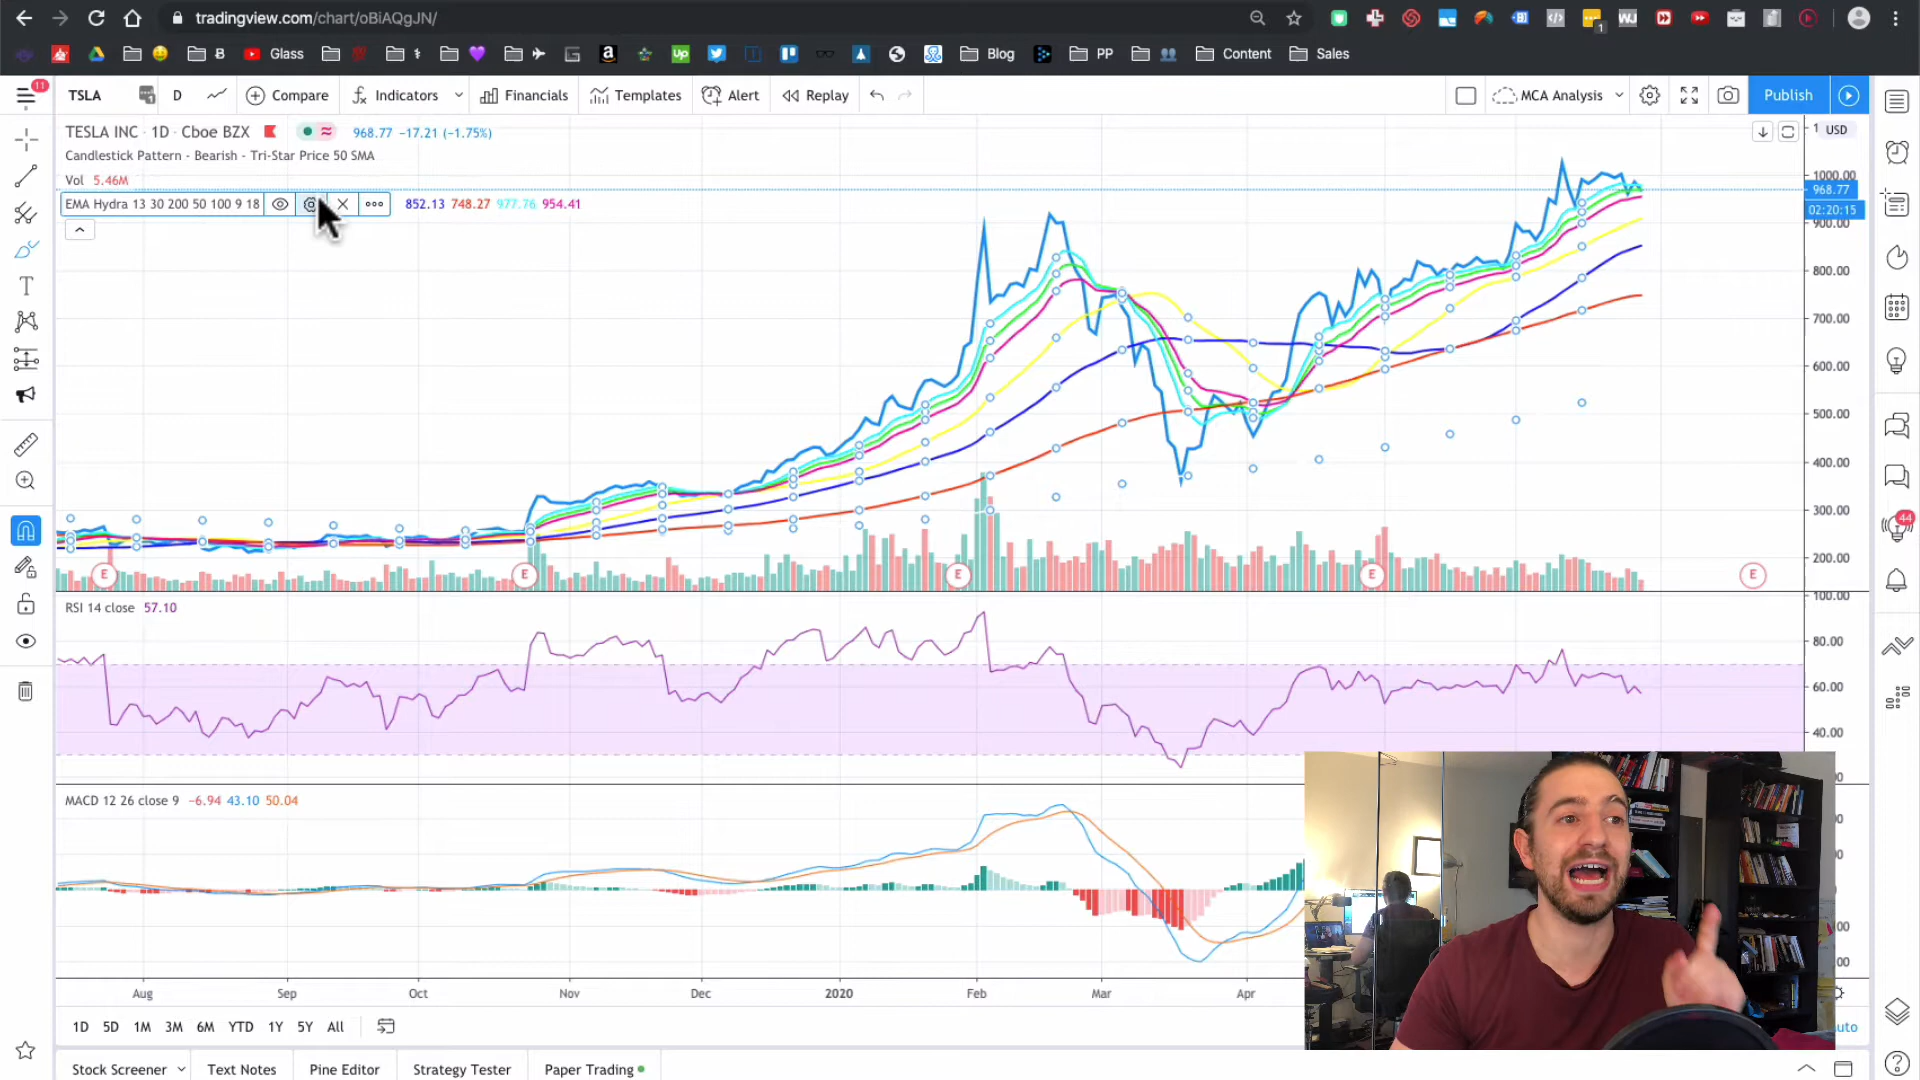 tradingview.com/chart/oBiAQgJN/
1
Glass
Up
Blog
PP
Content
Sales
11
TSLA
D
Compare
Indicators
Financials
Templates
Alert
Replay
MCA Analysis
Publish
TESLA INC · 1D · Cboe BZX
968.77 −17.21 (−1.75%)
USD
Candlestick Pattern - Bearish - Tri-Star Price 50 SMA
Vol 5.46M
EMA Hydra 13 30 200 50 100 9 18
852.13 748.27 977.76 954.41
1000.00
968.77
02:20:15
900.00
800.00
700.00
600.00
500.00
400.00
300.00
200.00
E
E
E
E
E
44
RSI 14 close 57.10
100.00
80.00
60.00
40.00
MACD 12 26 close 9 −6.94 43.10 50.04
Aug
Sep
Oct
Nov
Dec
2020
Feb
Mar
Apr
1D
5D
1M
3M
6M
YTD
1Y
5Y
All
Stock Screener
Text Notes
Pine Editor
Strategy Tester
Paper Trading